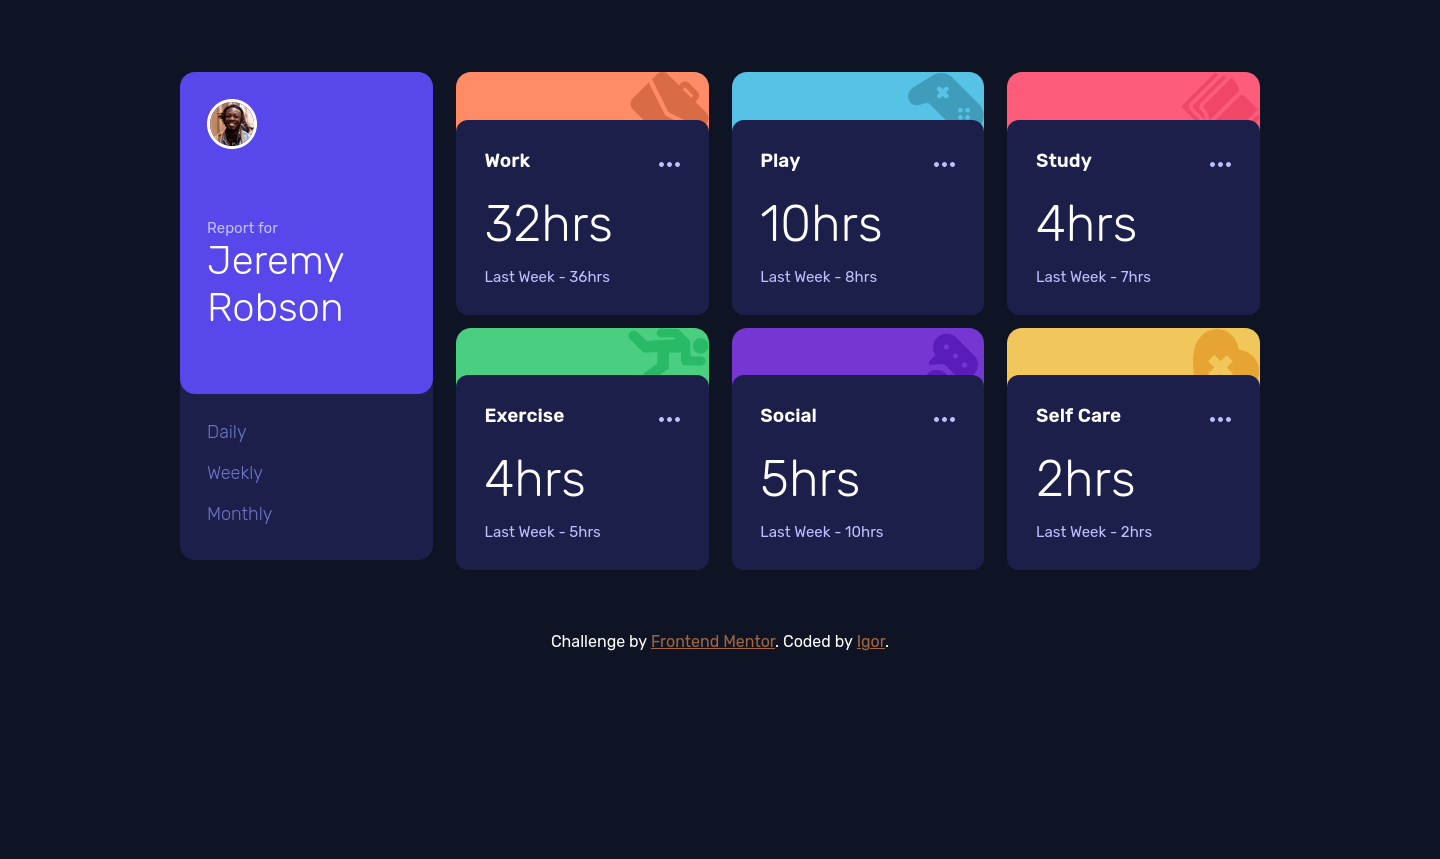 Report for
Jeremy
Robson
Daily
Weekly
Monthly
Work
32hrs
Last Week - 36hrs
Play
10hrs
Last Week - 8hrs
Study
4hrs
Last Week - 7hrs
Exercise
4hrs
Last Week - 5hrs
Social
5hrs
Last Week - 10hrs
Self Care
2hrs
Last Week - 2hrs
Challenge by Frontend Mentor. Coded by Igor.